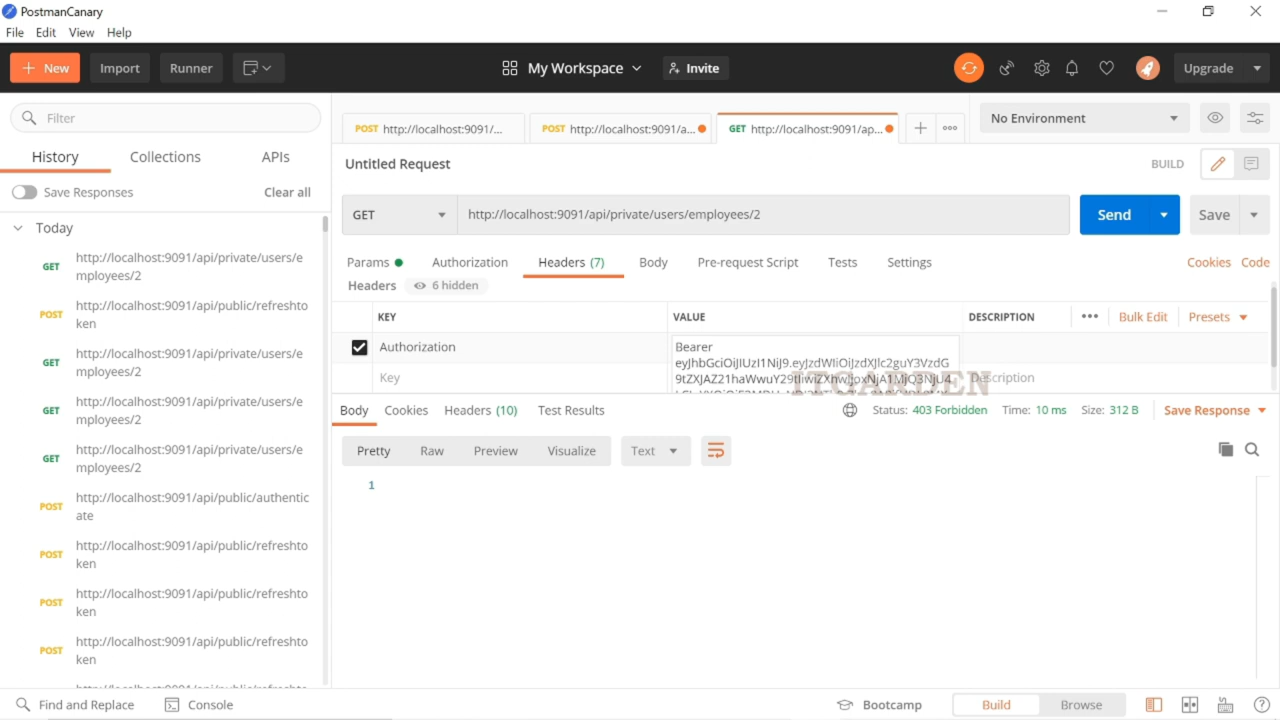 PostmanCanary
File Edit View Help
+ New Import Runner My Workspace Invite Upgrade
Filter
History Collections APIs
Save Responses Clear all
Today
GET http://localhost:9091/api/private/users/e
mployees/2
POST http://localhost:9091/api/public/refreshto
ken
GET http://localhost:9091/api/private/users/e
mployees/2
GET http://localhost:9091/api/private/users/e
mployees/2
GET http://localhost:9091/api/private/users/e
mployees/2
POST http://localhost:9091/api/public/authentic
ate
POST http://localhost:9091/api/public/refreshto
ken
POST http://localhost:9091/api/public/refreshto
ken
POST http://localhost:9091/api/public/refreshto
ken
POST http://localhost:9091/... POST http://localhost:9091/a... GET http://localhost:9091/ap... No Environment
Untitled Request BUILD
GET http://localhost:9091/api/private/users/employees/2 Send Save
Params Authorization Headers (7) Body Pre-request Script Tests Settings Cookies Code
Headers 6 hidden
KEY VALUE DESCRIPTION Bulk Edit Presets
Authorization Bearer
Key Description
ITGARDEN
Body Cookies Headers (10) Test Results Status: 403 Forbidden Time: 10 ms Size: 312 B Save Response
Pretty Raw Preview Visualize Text
1
Find and Replace Console Bootcamp Build Browse